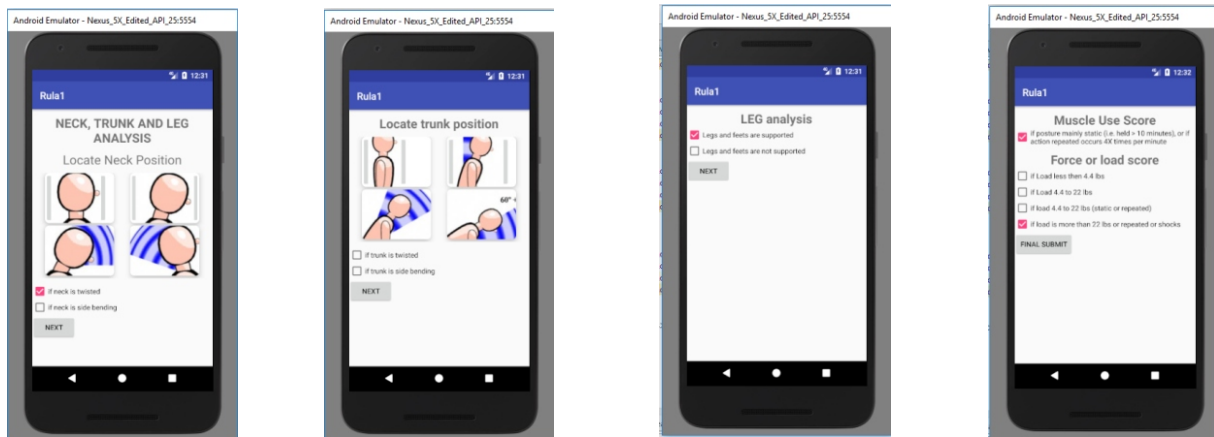 Android Emulator - Nexus_5X_Edited_API_25:5554
12:31
Rula1
NECK, TRUNK AND LEG
ANALYSIS
Locate Neck Position
if neck is twisted
if neck is side bending
NEXT
Android Emulator - Nexus_5X_Edited_API_25:5554
12:31
Rula1
Locate trunk position
60°
if trunk is twisted
if trunk is side bending
NEXT
Android Emulator - Nexus_5X_Edited_API_25:5554
12:31
Rula1
LEG analysis
Legs and feets are supported
Legs and feets are not supported
NEXT
Android Emulator - Nexus_5X_Edited_API_25:5554
12:32
Rula1
Muscle Use Score
if posture mainly static (i.e. held > 10 minutes), or if
action repeated occurs 4X times per minute
Force or load score
if Load less then 4.4 lbs
if Load 4.4 to 22 lbs
if load 4.4 to 22 lbs (static or repeated)
if load is more than 22 lbs or repeated or shocks
FINAL SUBMIT